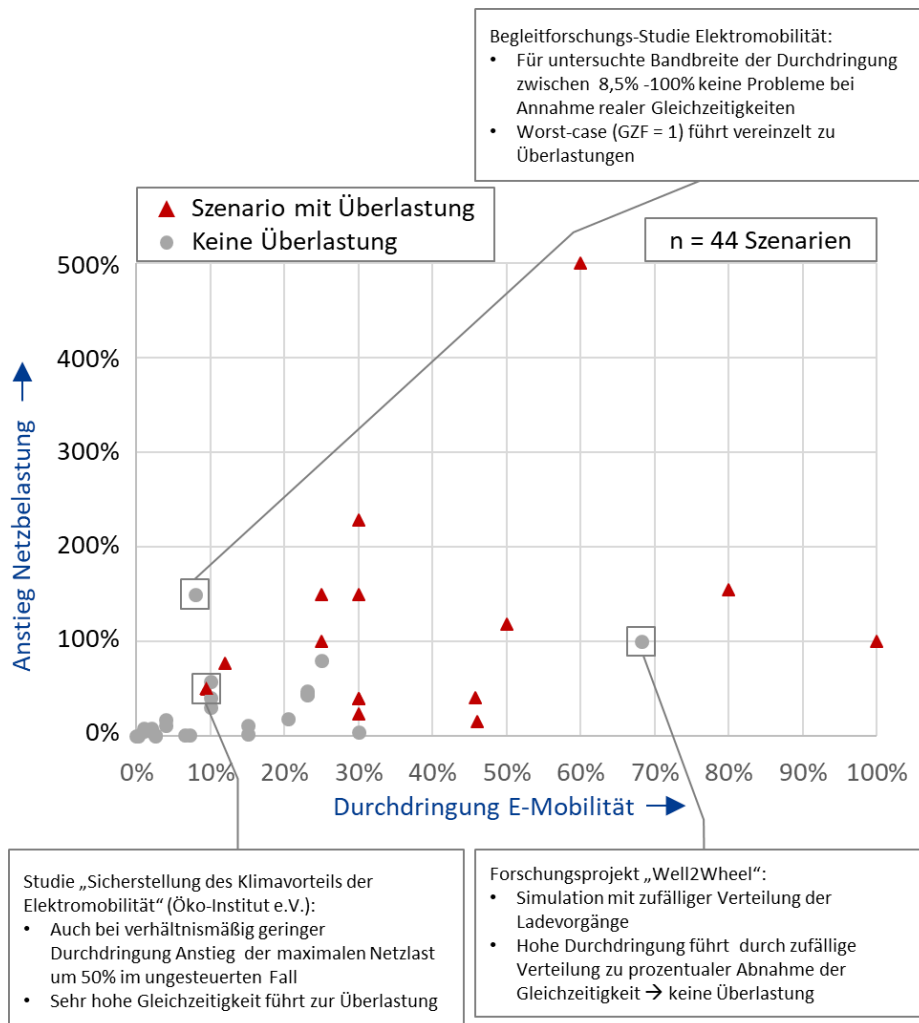 Begleitforschungs-Studie Elektromobilität:
• Für untersuchte Bandbreite der Durchdringung
zwischen 8,5% -100% keine Probleme bei
Annahme realer Gleichzeitigkeiten
• Worst-case (GZF = 1) führt vereinzelt zu
Überlastungen
Szenario mit Überlastung
Keine Überlastung
n = 44 Szenarien
500%
400%
300%
200%
100%
0%
Anstieg Netzbelastung
0% 10% 20% 30% 40% 50% 60% 70% 80% 90% 100%
Durchdringung E-Mobilität
Studie „Sicherstellung des Klimavorteils der
Elektromobilität“ (Öko-Institut e.V.):
• Auch bei verhältnismäßig geringer
Durchdringung Anstieg der maximalen Netzlast
um 50% im ungesteuerten Fall
• Sehr hohe Gleichzeitigkeit führt zur Überlastung
Forschungsprojekt „Well2Wheel“:
• Simulation mit zufälliger Verteilung der
Ladevorgänge
• Hohe Durchdringung führt durch zufällige
Verteilung zu prozentualer Abnahme der
Gleichzeitigkeit → keine Überlastung